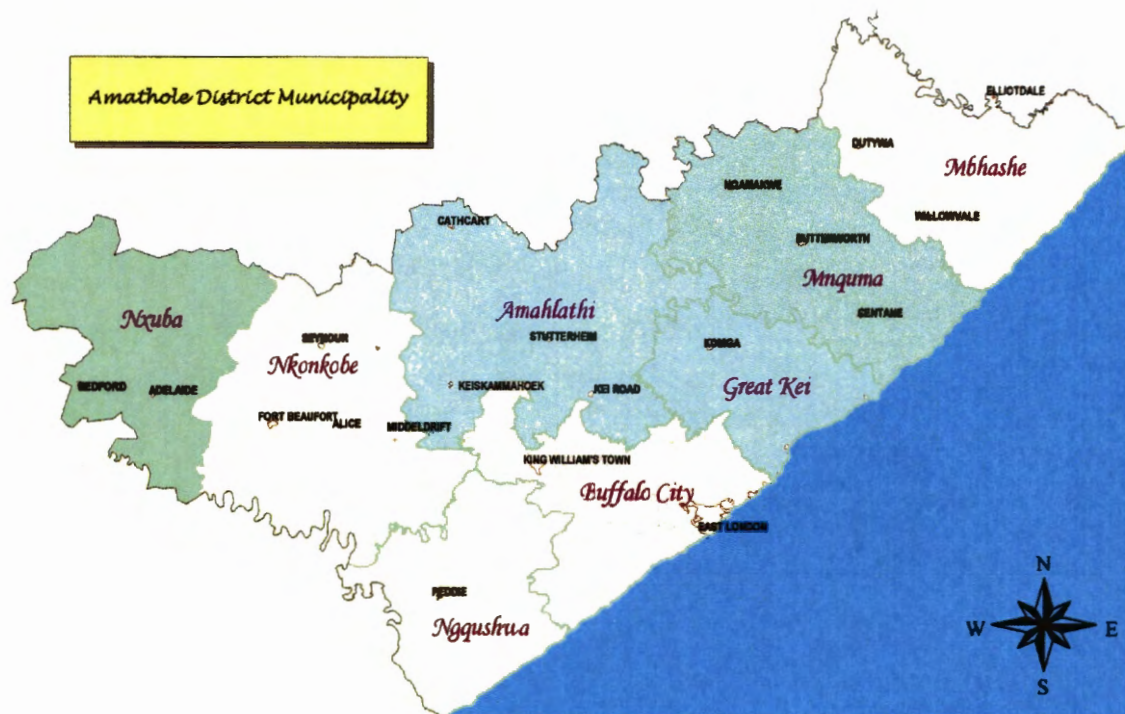 Amathole District Municipality
ELLIOTDALE
DUTYWA
Mbhashe
NQAMAKWE
WILLOWVALE
CATHCART
BUTTERWORTH
Mnquma
Nxuba
Amahlathi
CENTANE
SEYMOUR
STUTTERHEIM
KOMGA
Nkonkobe
BEDFORD
ADELAIDE
KEISKAMMAHOEK
KEI ROAD
Great Kei
FORT BEAUFORT
ALICE
MIDDELDRIFT
KING WILLIAM'S TOWN
Buffalo City
EAST LONDON
PEDDIE
Ngqushwa
N
W
E
S